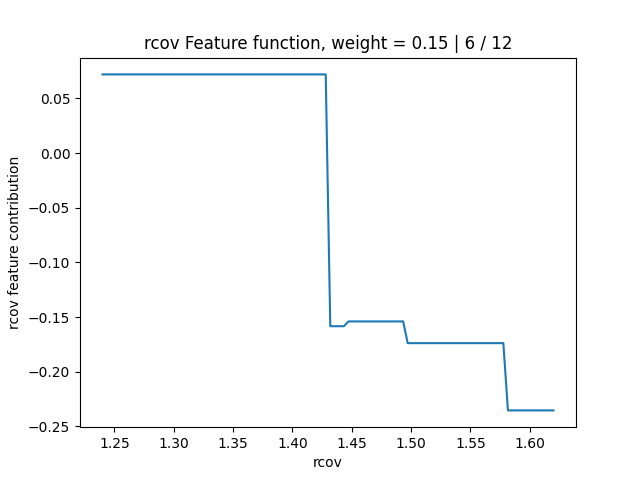 rcov Feature function, weight = 0.15 | 6 / 12
rcov feature contribution
0.05
0.00
−0.05
−0.10
−0.15
−0.20
−0.25
1.25 1.30 1.35 1.40 1.45 1.50 1.55 1.60
rcov